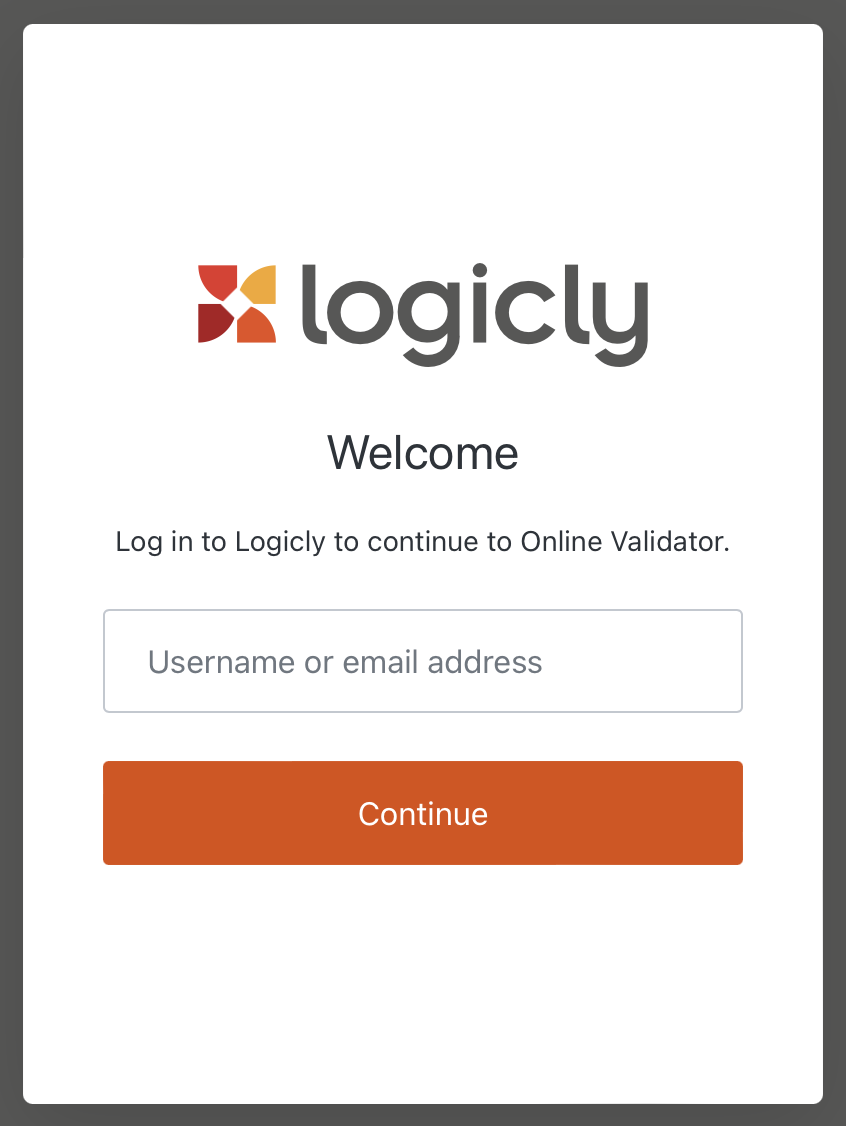 logicly
Welcome
Log in to Logicly to continue to Online Validator.
Username or email address
Continue